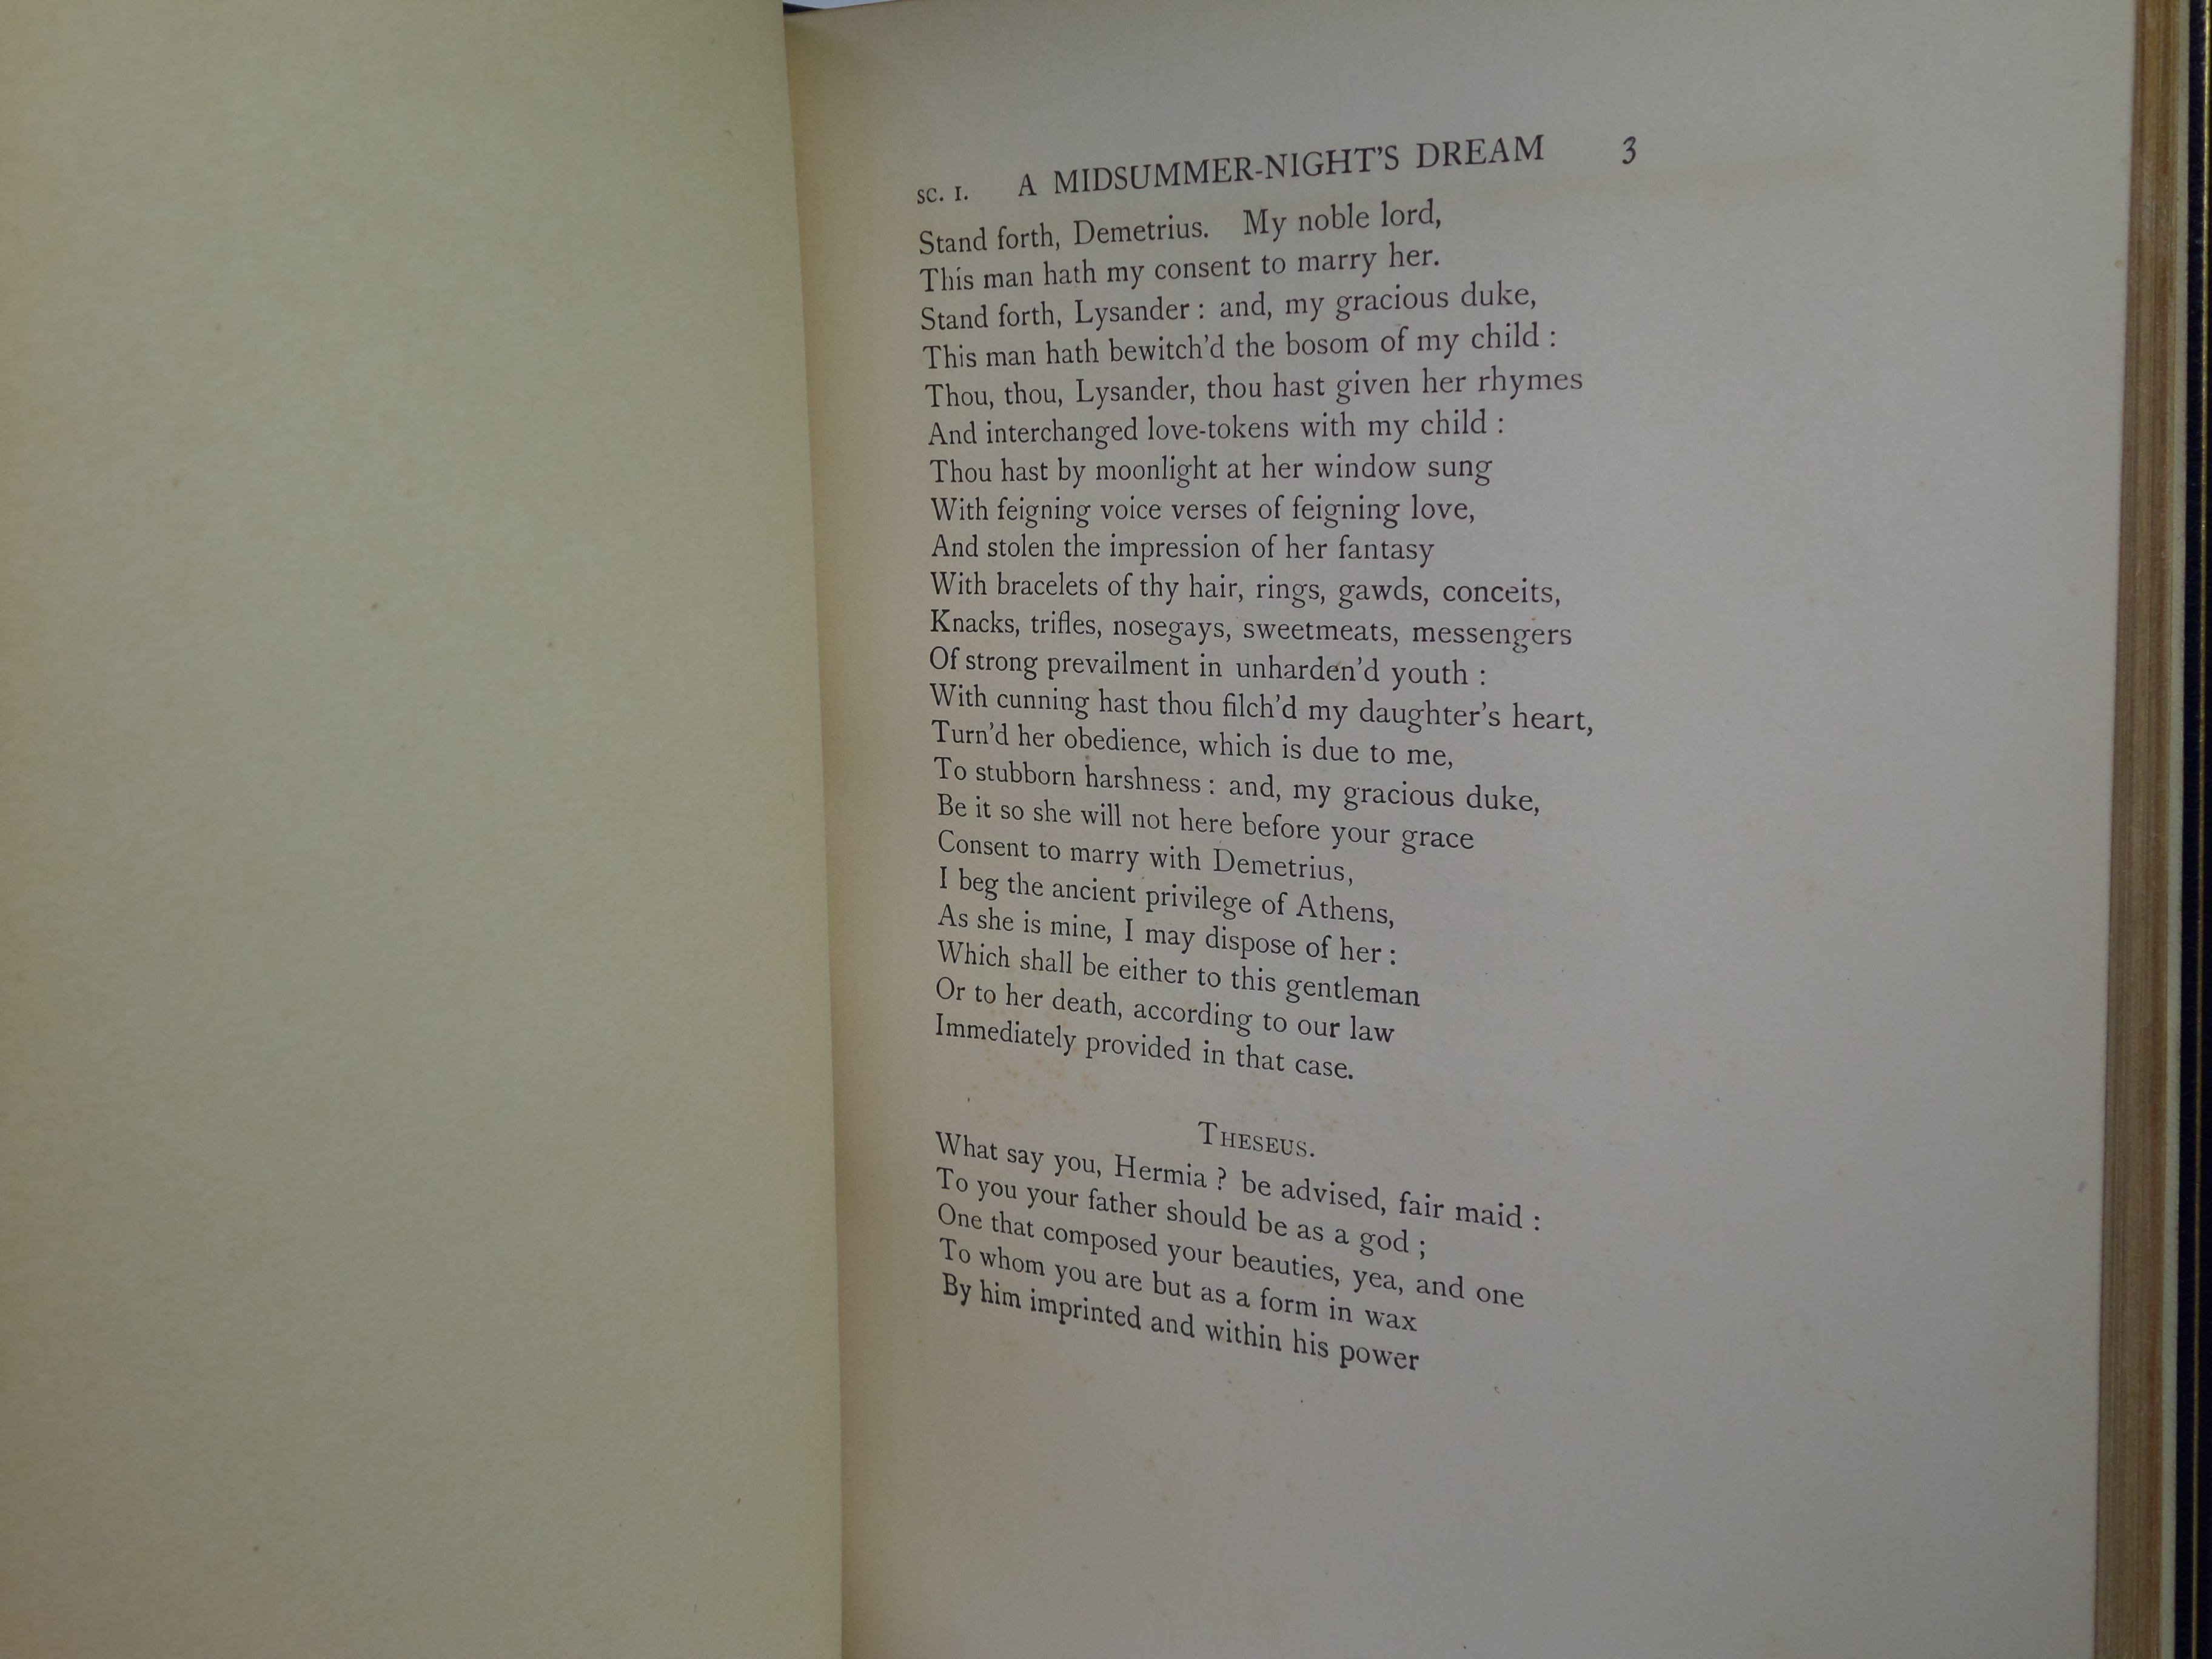 SC. I. A MIDSUMMER-NIGHT'S DREAM 3
Stand forth, Demetrius. My noble lord,
This man hath my consent to marry her.
Stand forth, Lysander : and, my gracious duke,
This man hath bewitch'd the bosom of my child :
Thou, thou, Lysander, thou hast given her rhymes
And interchanged love-tokens with my child :
Thou hast by moonlight at her window sung
With feigning voice verses of feigning love,
And stolen the impression of her fantasy
With bracelets of thy hair, rings, gawds, conceits,
Knacks, trifles, nosegays, sweetmeats, messengers
Of strong prevailment in unharden'd youth :
With cunning hast thou filch'd my daughter's heart,
Turn'd her obedience, which is due to me,
To stubborn harshness : and, my gracious duke,
Be it so she will not here before your grace
Consent to marry with Demetrius,
I beg the ancient privilege of Athens,
As she is mine, I may dispose of her :
Which shall be either to this gentleman
Or to her death, according to our law
Immediately provided in that case.
THESEUS.
What say you, Hermia ? be advised, fair maid :
To you your father should be as a god ;
One that composed your beauties, yea, and one
To whom you are but as a form in wax
By him imprinted and within his power